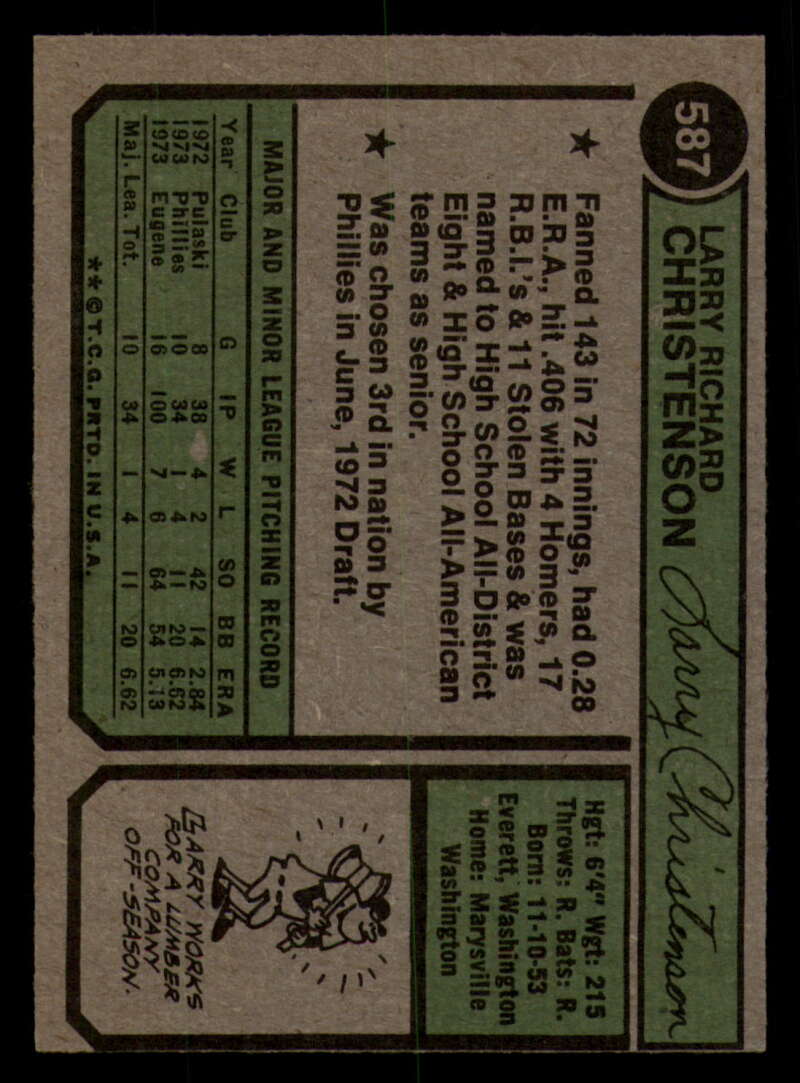 587
LARRY RICHARD
CHRISTENSON
Larry Christenson
★ Fanned 143 in 72 innings, had 0.28
E.R.A., hit .406 with 4 Homers, 17
R.B.I.'s & 11 Stolen Bases & was
named to High School All-District
Eight & High School All-American
teams as senior.
★ Was chosen 3rd in nation by
Phillies in June, 1972 Draft.
MAJOR AND MINOR LEAGUE PITCHING RECORD
Year Club G IP W L SO BB ERA
1972 Pulaski 8 38 4 2 42 14 2.84
1973 Phillies 10 34 1 4 11 20 6.62
1973 Eugene 16 100 7 6 64 54 5.13
Maj. Lea. Tot. 10 34 1 4 11 20 6.62
**©T.C.G. PRTD. IN U.S.A.
Hgt: 6'4" Wgt: 215
Throws: R. Bats: R.
Born: 11-10-53
Everett, Washington
Home: Marysville
Washington
LARRY WORKS
FOR A LUMBER
COMPANY
OFF-SEASON.